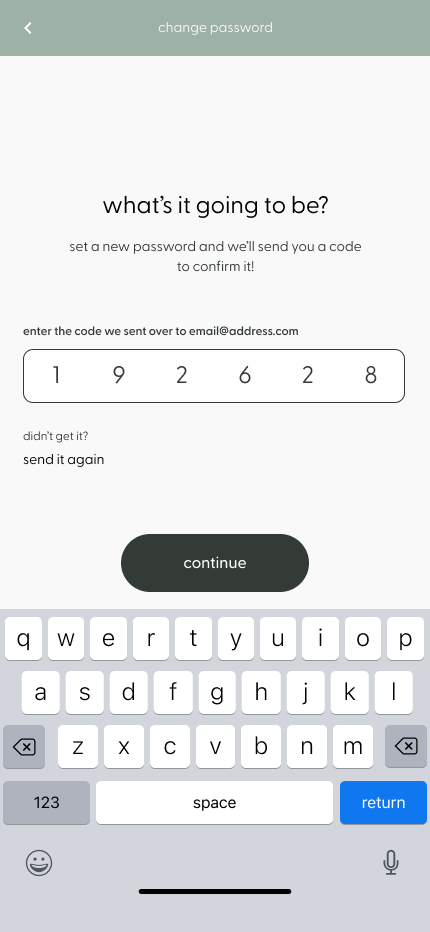 change password
what's it going to be?
set a new password and we'll send you a code
to confirm it!
enter the code we sent over to email@address.com
1 9 2 6 2 8
didn't get it?
send it again
continue
q w e r t y u i o p
a s d f g h j k l
z x c v b n m
123 space return